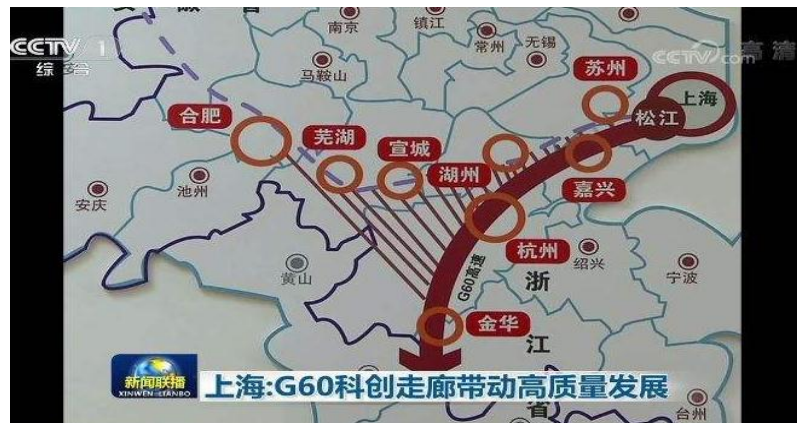 安徽省
南京
镇江
常州
无锡
CCTV 1
综合
CCTV.com 高清
马鞍山
苏州
上海
松江
合肥
芜湖
宣城
湖州
嘉兴
池州
安庆
杭州
绍兴
宁波
黄山
G60高速
浙
江
省
金华
台州
新闻联播
XINWEN LIANBO
上海:G60科创走廊带动高质量发展